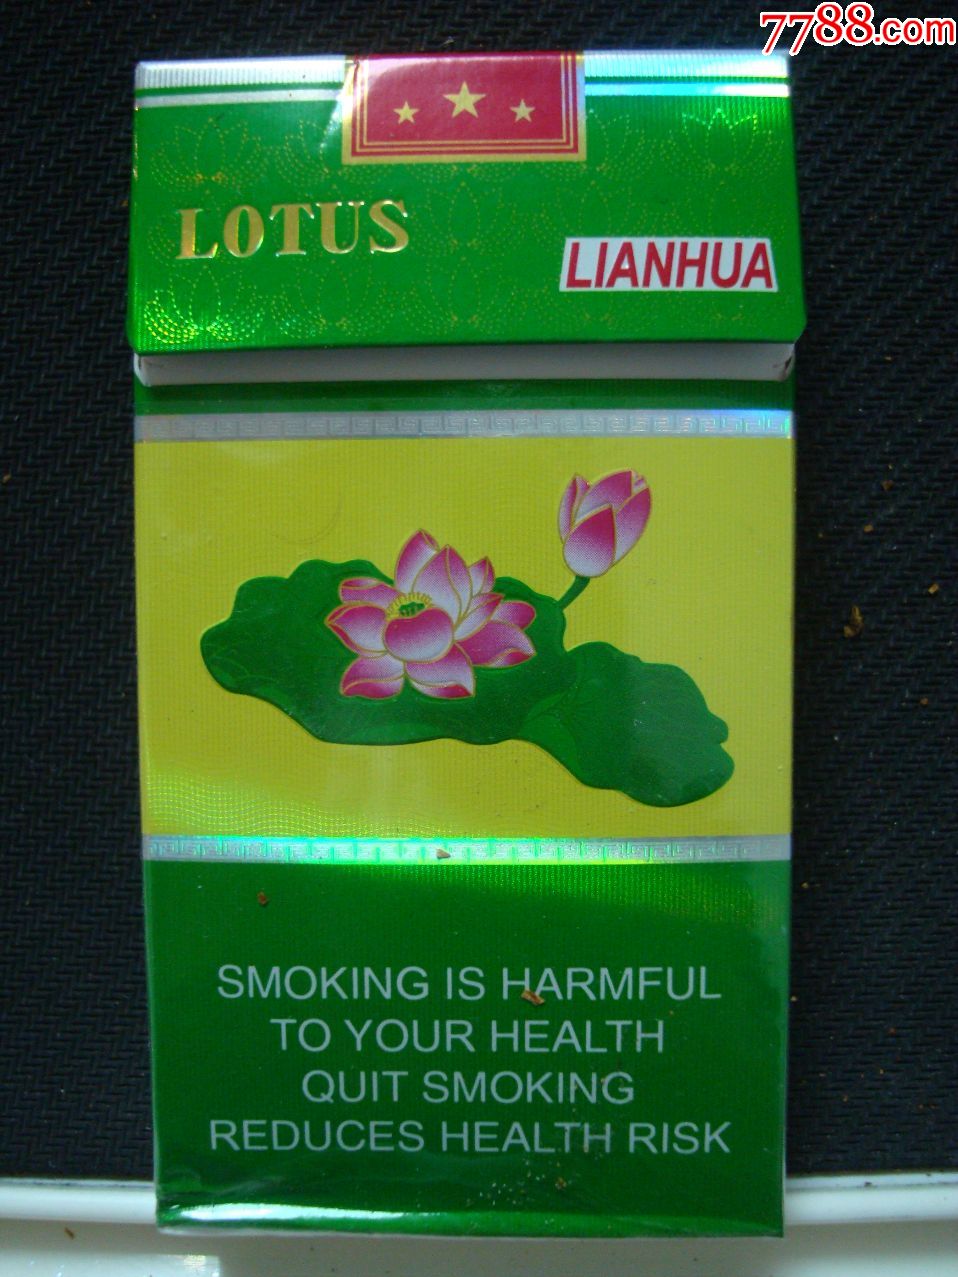 7788.com
LOTUS
LIANHUA
SMOKING IS HARMFUL
TO YOUR HEALTH
QUIT SMOKING
REDUCES HEALTH RISK